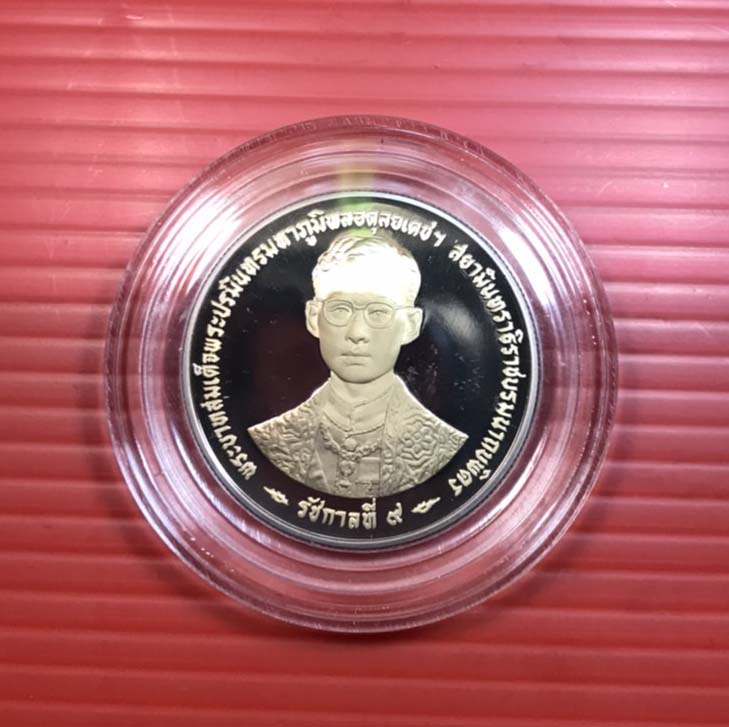 พระบาทสมเด็จพระปรมินทรมหาภูมิพลอดุลยเดชฯ สยามินทราธิราชบรมนาถบพิตร
รัชกาลที่ ๙